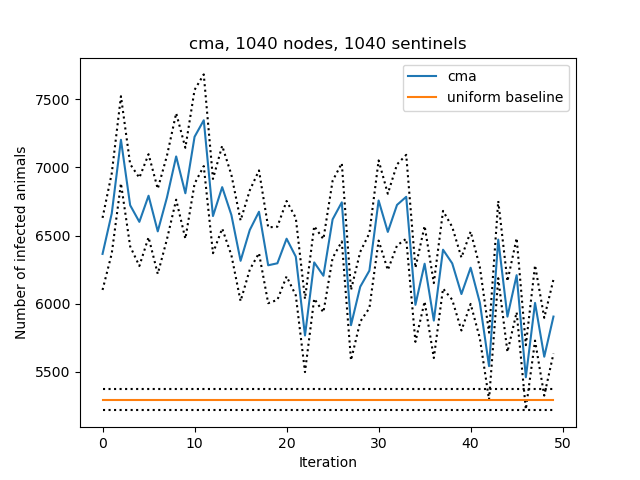 cma, 1040 nodes, 1040 sentinels
cma
uniform baseline
Number of infected animals
7500
7000
6500
6000
5500
0 10 20 30 40 50
Iteration